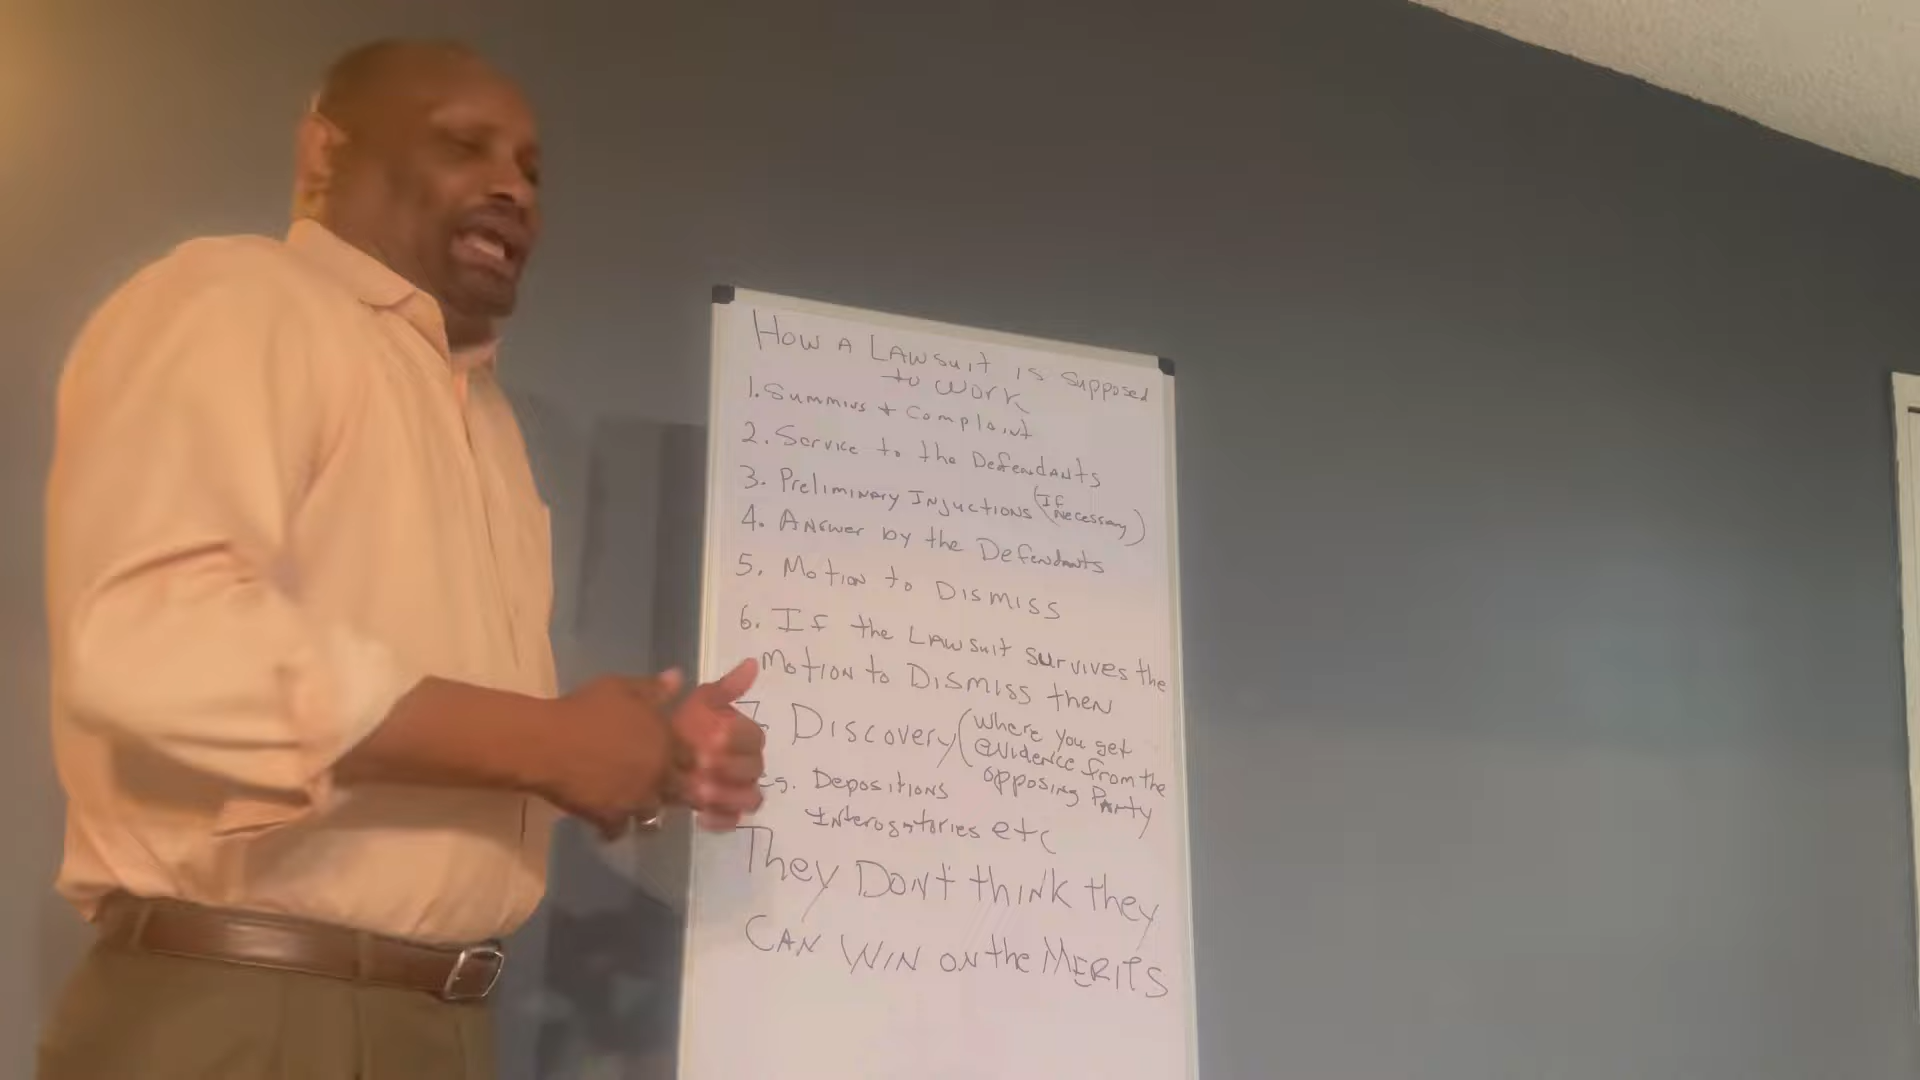 How A Lawsuit is supposed
to work
1. Summins + Complaint
2. Service to the Defendants
3. Preliminary Injuctions (If necessary)
4. Answer by the Defendants
5. Motion to Dismiss
6. If the Lawsuit survives the
Motion to Dismiss then
7. Discovery (where you get
evidence from the
opposing Party
eg. Depositions
Interogatories etc
They Don't think they
CAN WIN on the MERITS